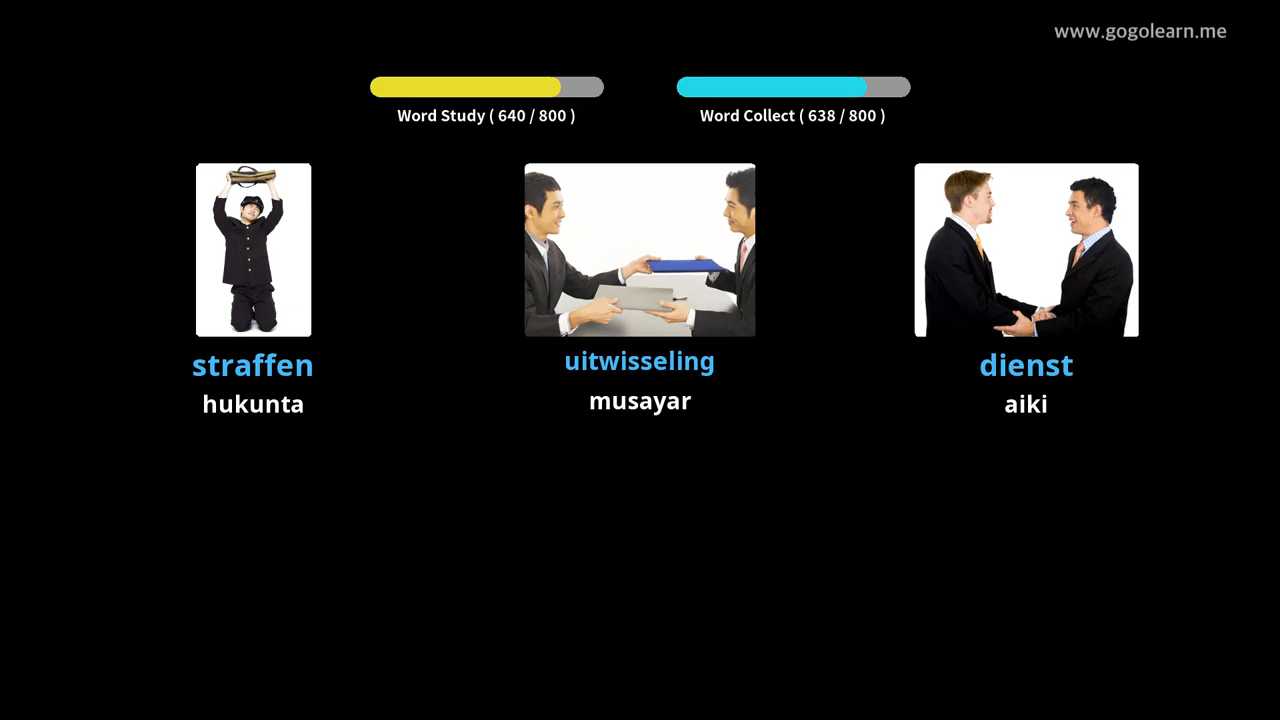 www.gogolearn.me
Word Study ( 640 / 800 )
Word Collect ( 638 / 800 )
straffen
hukunta
uitwisseling
musayar
dienst
aiki